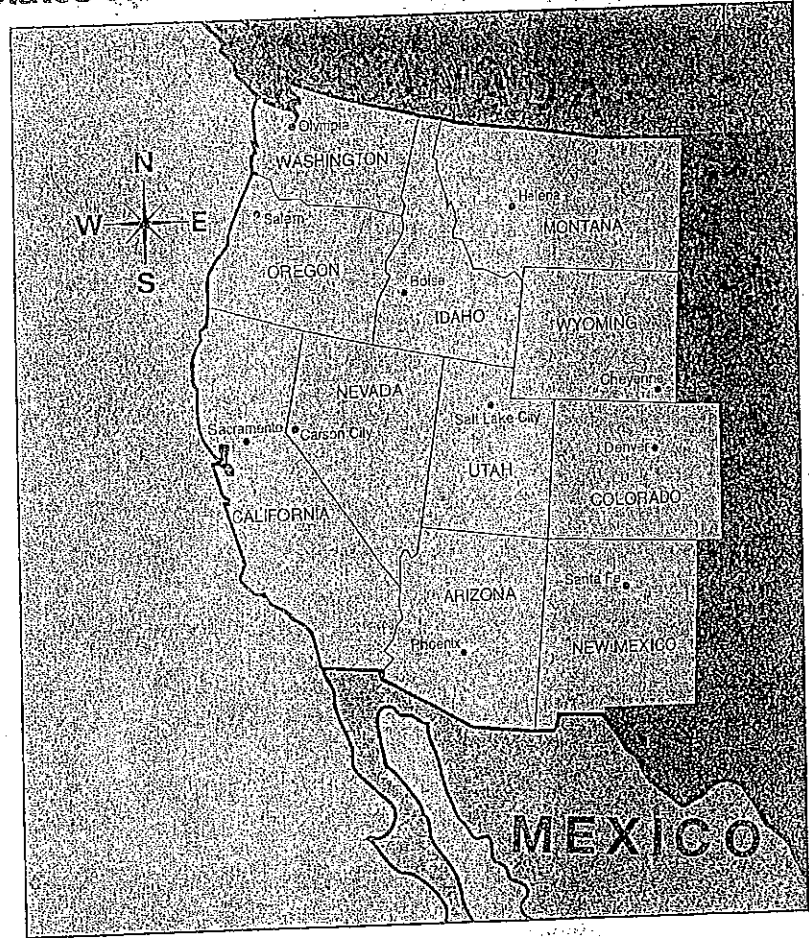 Olympia
WASHINGTON
N
W E
S
Helena
MONTANA
Salem
OREGON
Boise
IDAHO
WYOMING
Cheyenne
NEVADA
Sacramento
Carson City
Salt Lake City
UTAH
Denver
COLORADO
CALIFORNIA
ARIZONA
Santa Fe
Phoenix
NEW MEXICO
MEXICO